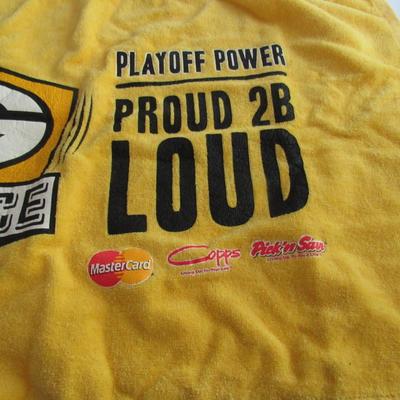 PLAYOFF POWER
PROUD 2B
LOUD
G
CE
MasterCard
Copps
Pick 'n Save